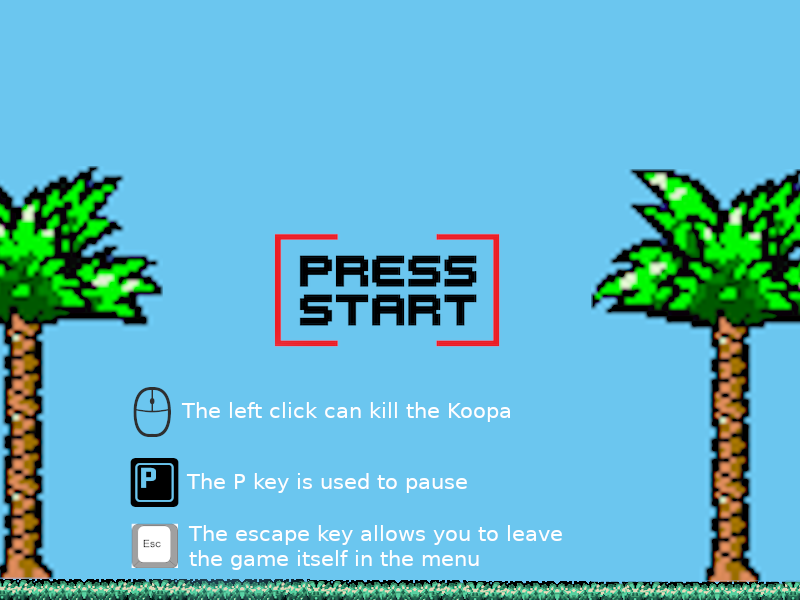 PRESS
START
The left click can kill the Koopa
P
The P key is used to pause
Esc
The escape key allows you to leave
the game itself in the menu